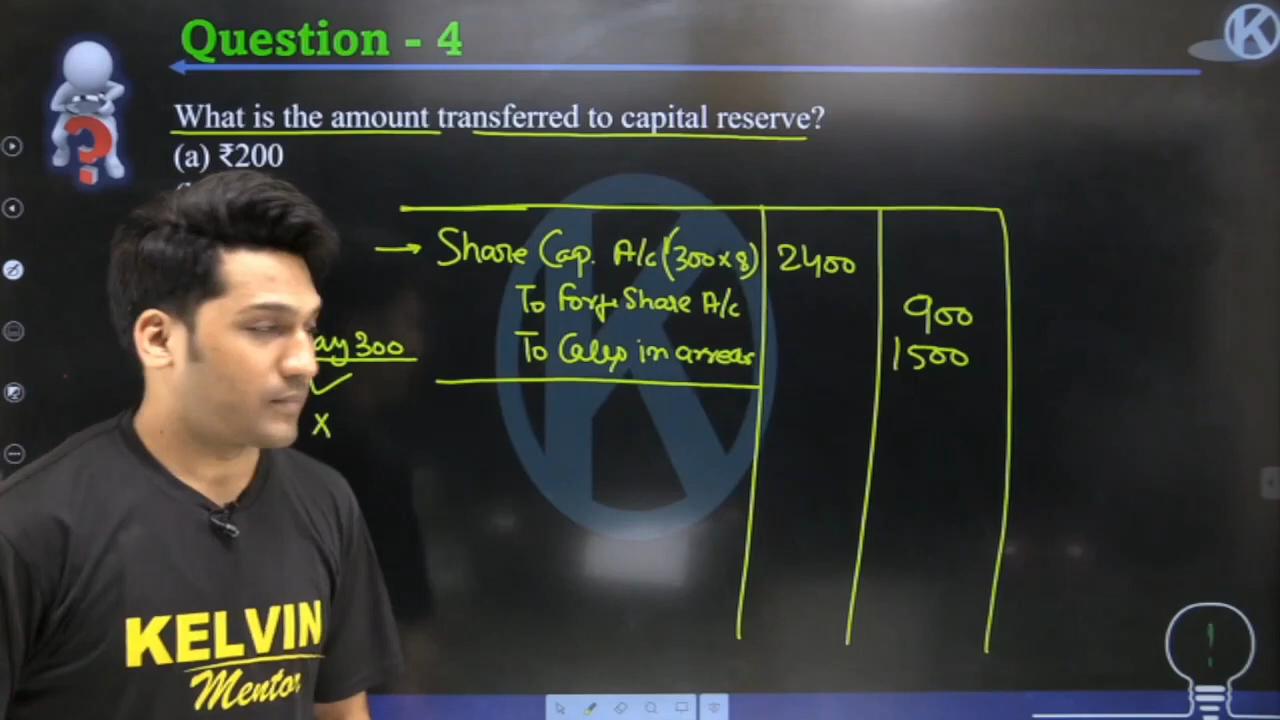 Question - 4
What is the amount transferred to capital reserve?
(a) ₹200
→ Share Cap. A/c (300×8) 2400
To Forf. Share A/c 900
To Calls in arrear 1500
ay 300
✓
x
KELVIN
Mentor